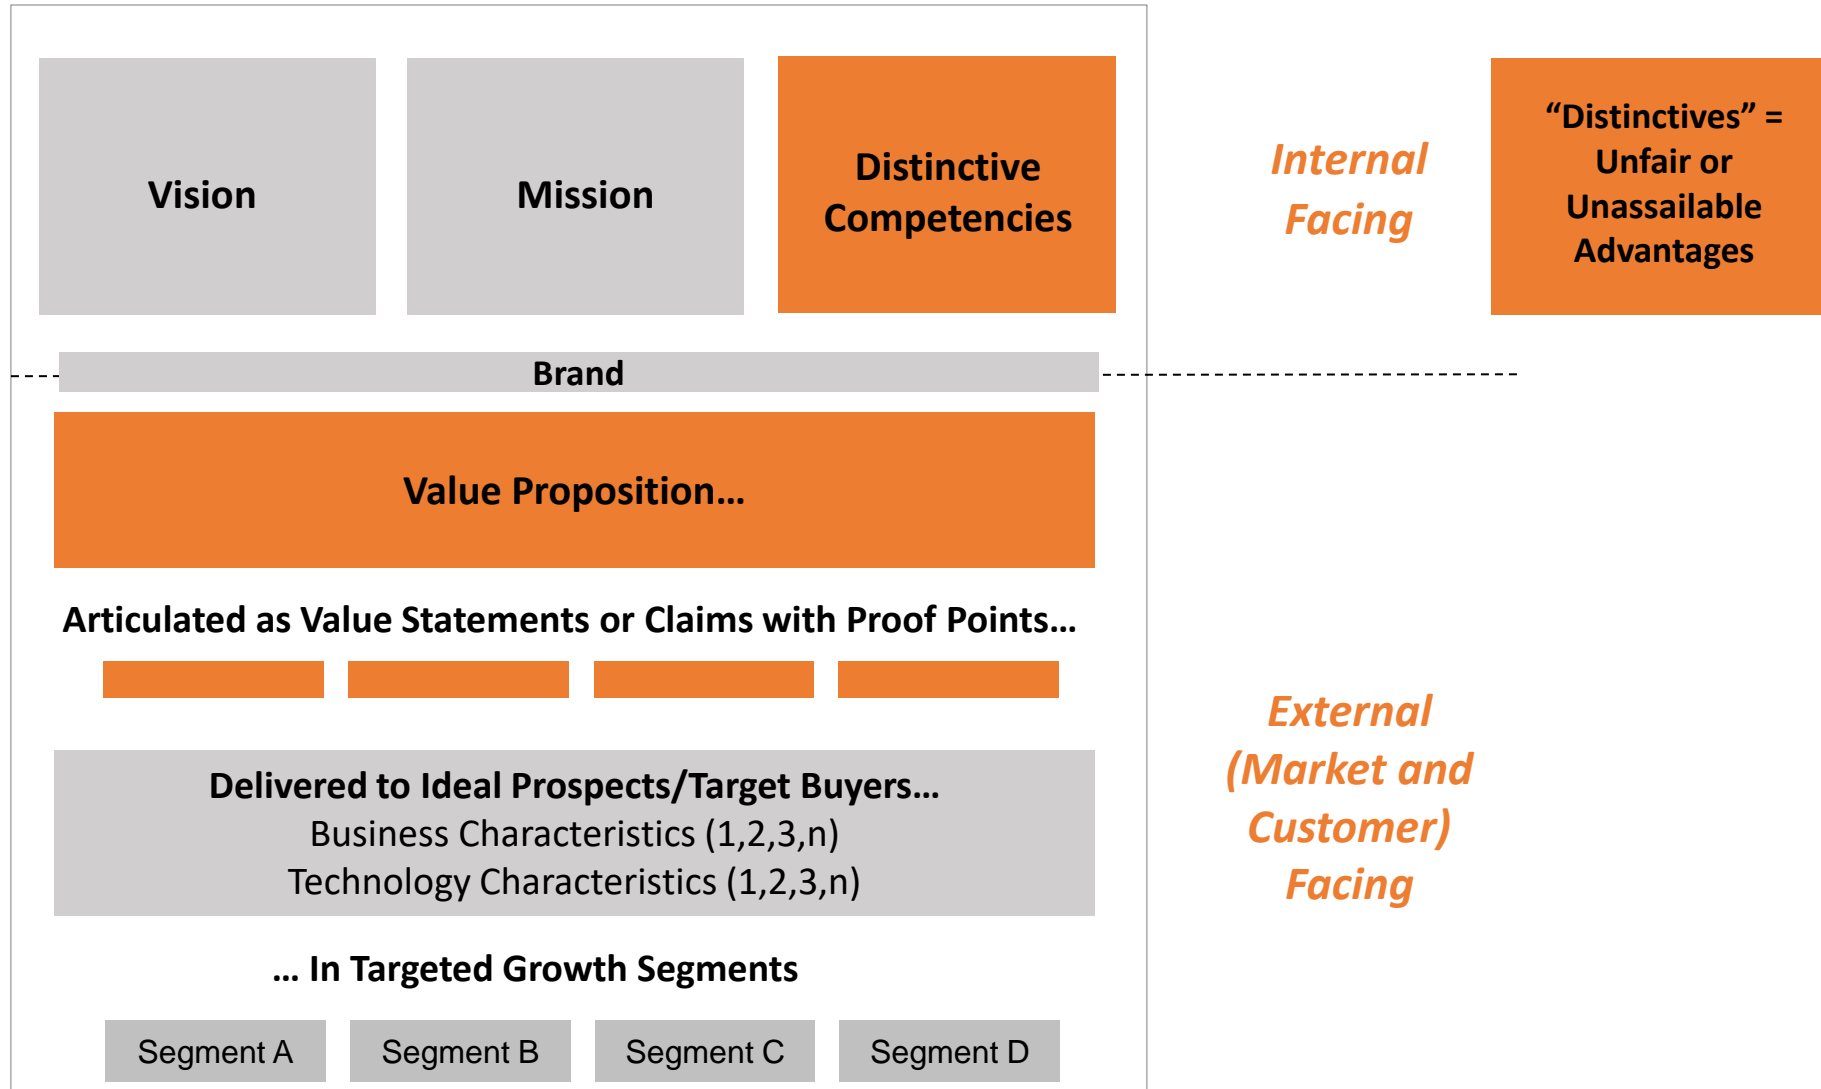 Vision
Mission
Distinctive
Competencies
Internal
Facing
“Distinctives” =
Unfair or
Unassailable
Advantages
Brand
Value Proposition…
Articulated as Value Statements or Claims with Proof Points…
Delivered to Ideal Prospects/Target Buyers…
Business Characteristics (1,2,3,n)
Technology Characteristics (1,2,3,n)
External
(Market and
Customer)
Facing
… In Targeted Growth Segments
Segment A
Segment B
Segment C
Segment D